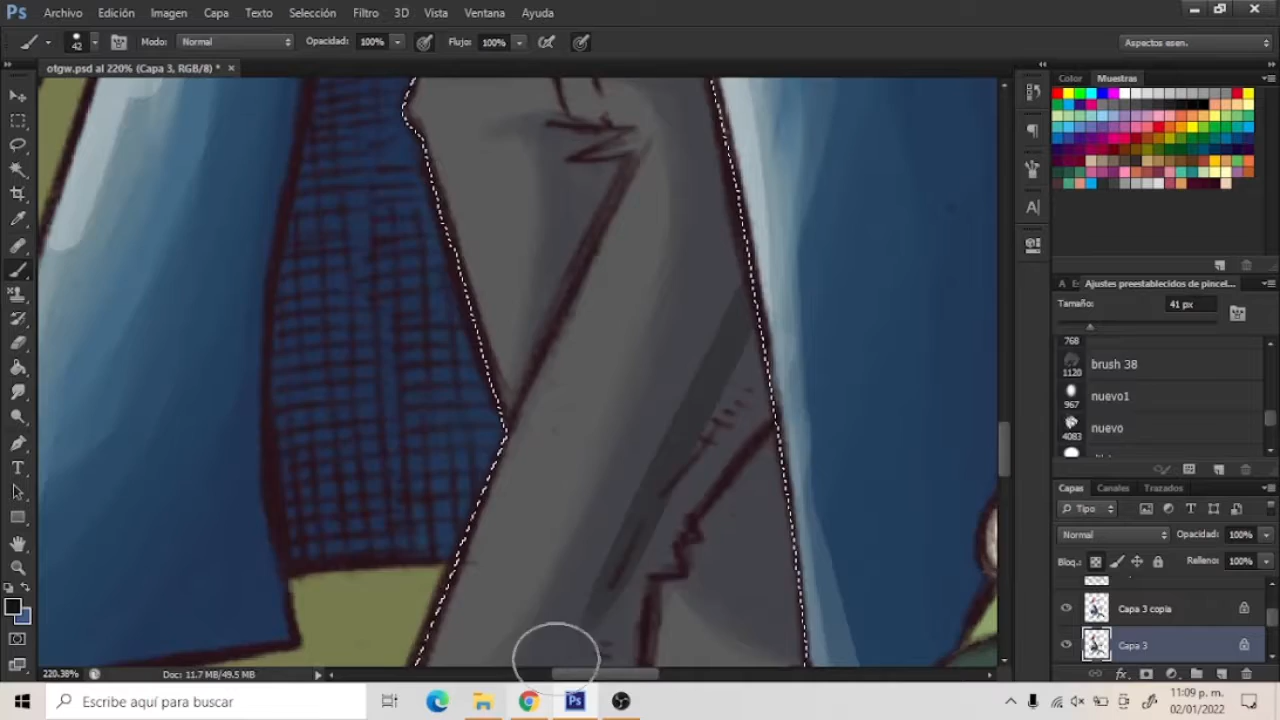 Ps Archivo Edición Imagen Capa Texto Selección Filtro 3D Vista Ventana Ayuda
42 Modo: Normal Opacidad: 100% Flujo: 100% Aspectos esen.
otgw.psd al 220% (Capa 3, RGB/8) * ×
Color Muestras
A Ajustes preestablecidos de pincel...
Tamaño: 41 px
768
brush 38
1120
nuevo1
967
nuevo
4083
Capas Canales Trazados
Tipo
Normal Opacidad: 100%
Bloq.: Relleno: 100%
Capa 3 copia
Capa 3
220.38% Doc: 11.7 MB/49.5 MB
Escribe aquí para buscar
Ps
11:09 p. m.
02/01/2022